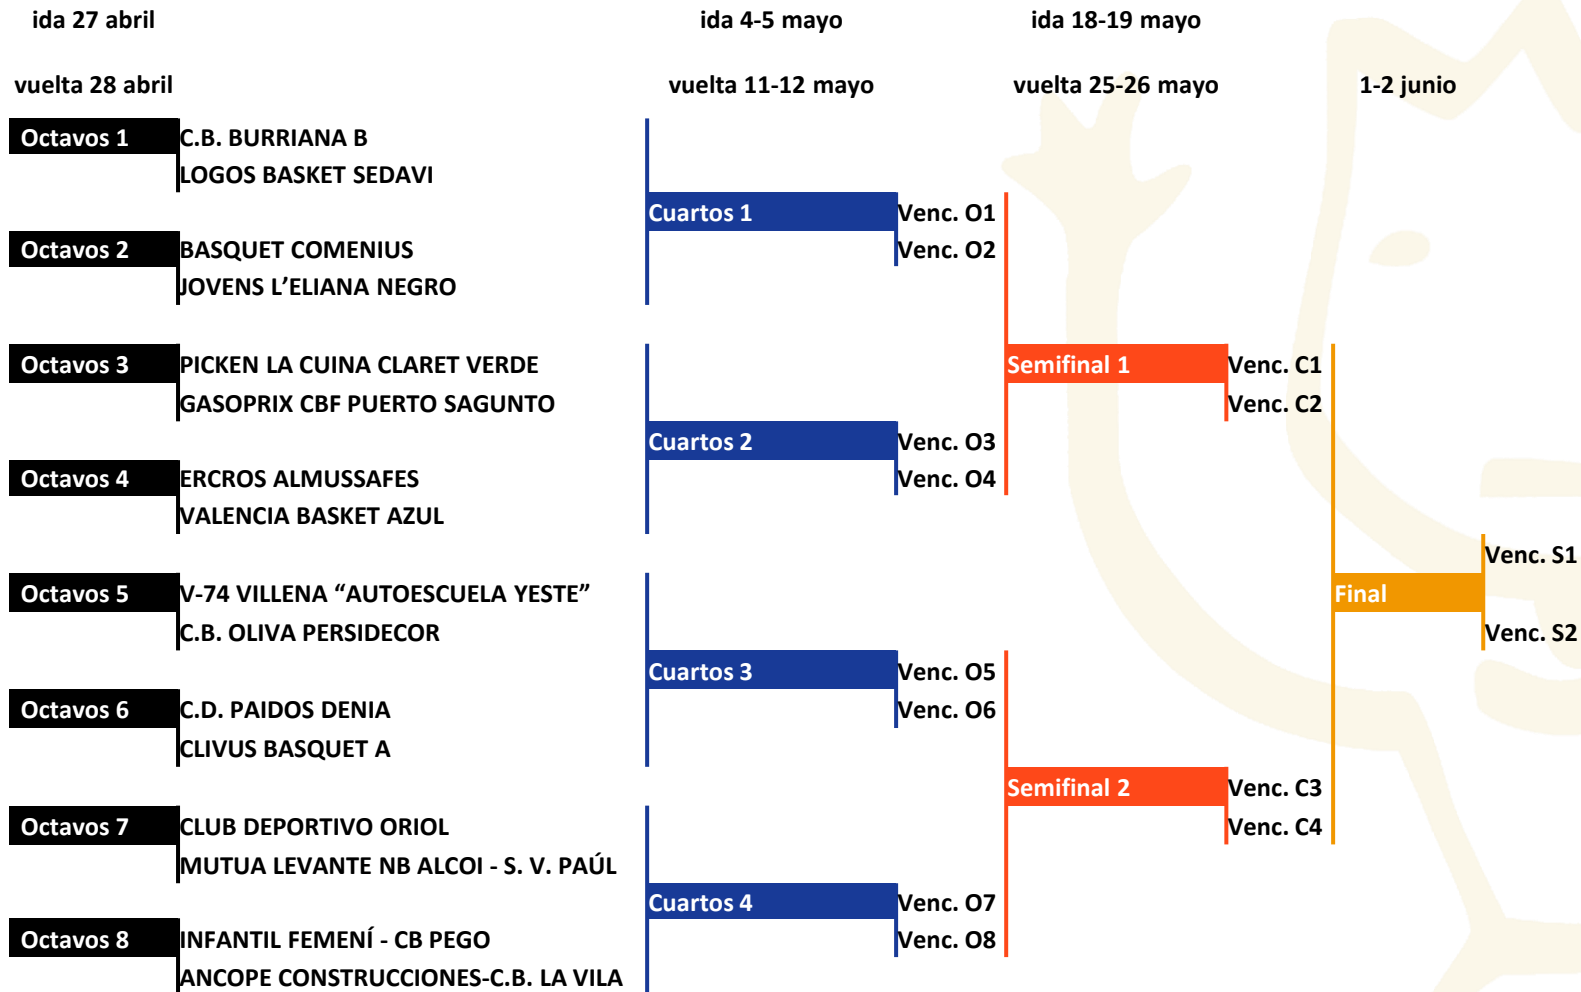 ida 27 abril
ida 4-5 mayo
ida 18-19 mayo
vuelta 28 abril
vuelta 11-12 mayo
vuelta 25-26 mayo
1-2 junio
Octavos 1
C.B. BURRIANA B
LOGOS BASKET SEDAVI
Cuartos 1
Venc. O1
Venc. O2
Octavos 2
BASQUET COMENIUS
JOVENS L’ELIANA NEGRO
Octavos 3
PICKEN LA CUINA CLARET VERDE
GASOPRIX CBF PUERTO SAGUNTO
Semifinal 1
Venc. C1
Venc. C2
Cuartos 2
Venc. O3
Venc. O4
Octavos 4
ERCROS ALMUSSAFES
VALENCIA BASKET AZUL
Venc. S1
Final
Venc. S2
Octavos 5
V-74 VILLENA “AUTOESCUELA YESTE”
C.B. OLIVA PERSIDECOR
Cuartos 3
Venc. O5
Venc. O6
Octavos 6
C.D. PAIDOS DENIA
CLIVUS BASQUET A
Semifinal 2
Venc. C3
Venc. C4
Octavos 7
CLUB DEPORTIVO ORIOL
MUTUA LEVANTE NB ALCOI - S. V. PAÚL
Cuartos 4
Venc. O7
Venc. O8
Octavos 8
INFANTIL FEMENÍ - CB PEGO
ANCOPE CONSTRUCCIONES-C.B. LA VILA